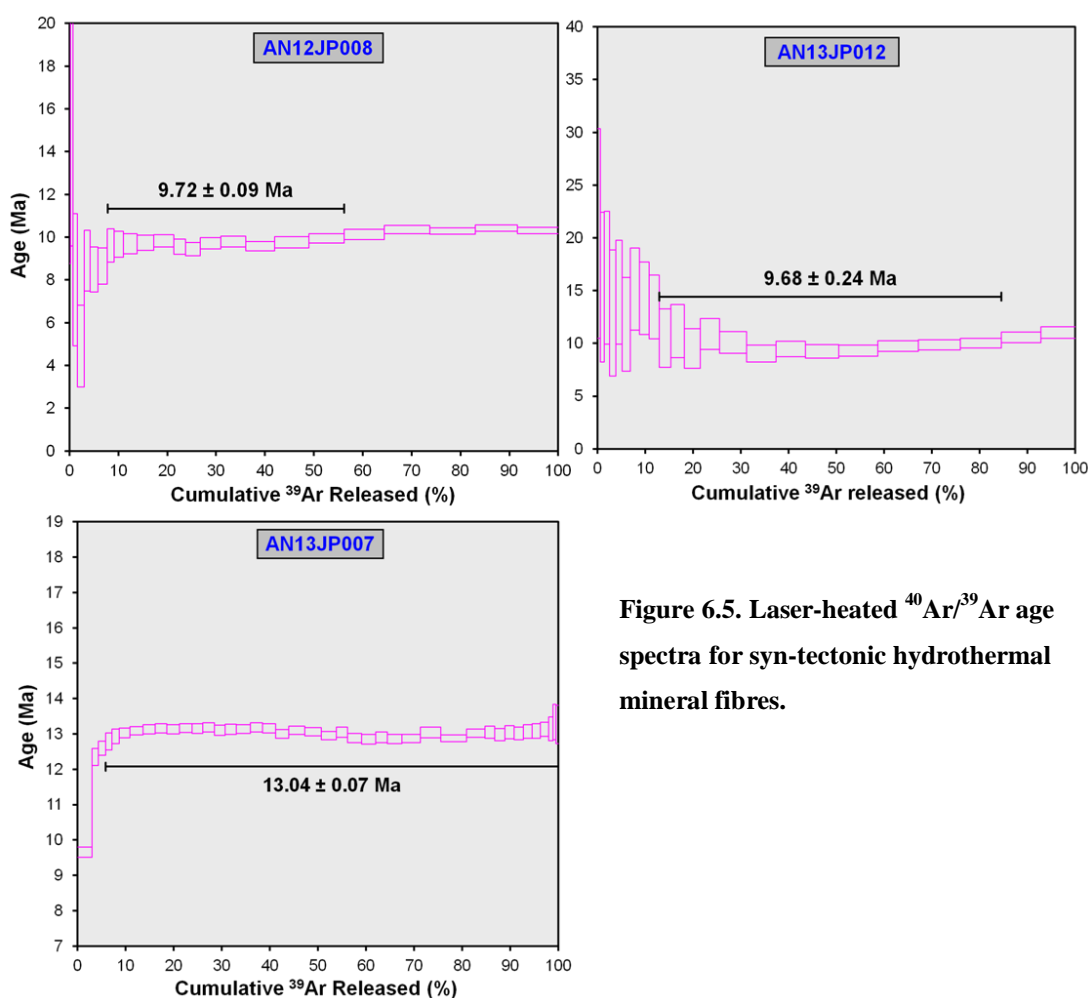 AN12JP008
20
18
16
14
12
10
8
6
4
2
0
Age (Ma)
9.72 ± 0.09 Ma
0 10 20 30 40 50 60 70 80 90 100
Cumulative ³⁹Ar Released (%)
AN13JP012
40
35
30
25
20
15
10
5
0
9.68 ± 0.24 Ma
0 10 20 30 40 50 60 70 80 90 100
Cumulative ³⁹Ar released (%)
AN13JP007
19
18
17
16
15
14
13
12
11
10
9
8
7
Age (Ma)
13.04 ± 0.07 Ma
0 10 20 30 40 50 60 70 80 90 100
Cumulative ³⁹Ar Released (%)
Figure 6.5. Laser-heated ⁴⁰Ar/³⁹Ar age
spectra for syn-tectonic hydrothermal
mineral fibres.